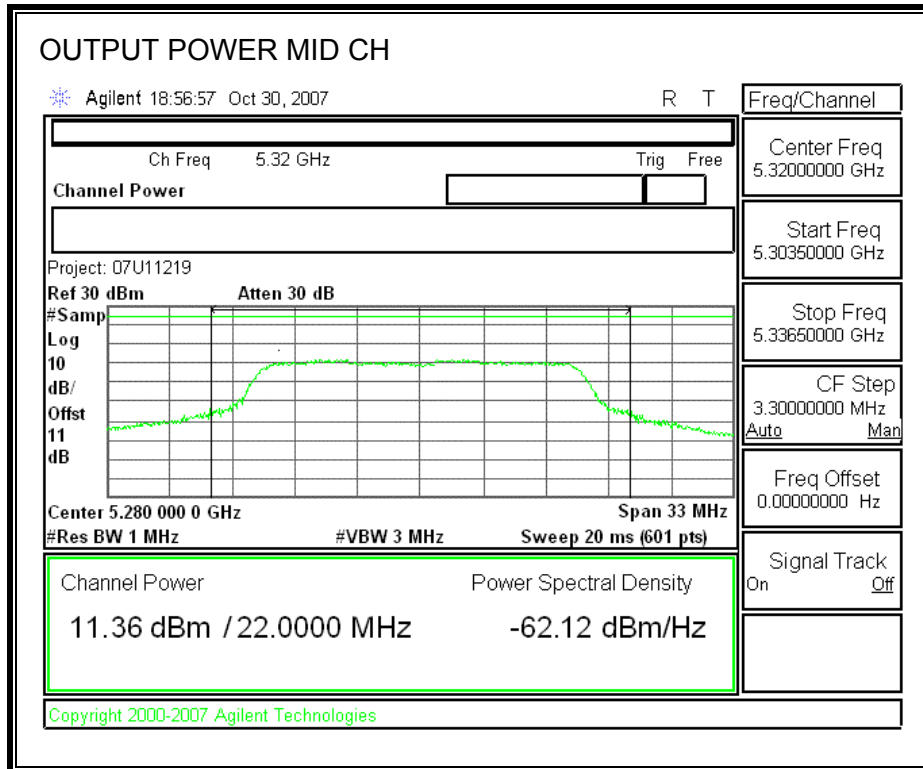 OUTPUT POWER MID CH
Agilent 18:56:57 Oct 30, 2007 R T
Freq/Channel
Ch Freq 5.32 GHz Trig Free
Channel Power
Center Freq
5.32000000 GHz
Start Freq
5.30350000 GHz
Stop Freq
5.33650000 GHz
CF Step
3.30000000 MHz
Auto Man
Freq Offset
0.00000000 Hz
Signal Track
On Off
Project: 07U11219
Ref 30 dBm Atten 30 dB
#Samp
Log
10
dB/
Offst
11
dB
Center 5.280 000 0 GHz Span 33 MHz
#Res BW 1 MHz #VBW 3 MHz Sweep 20 ms (601 pts)
Channel Power Power Spectral Density
11.36 dBm / 22.0000 MHz -62.12 dBm/Hz
Copyright 2000-2007 Agilent Technologies